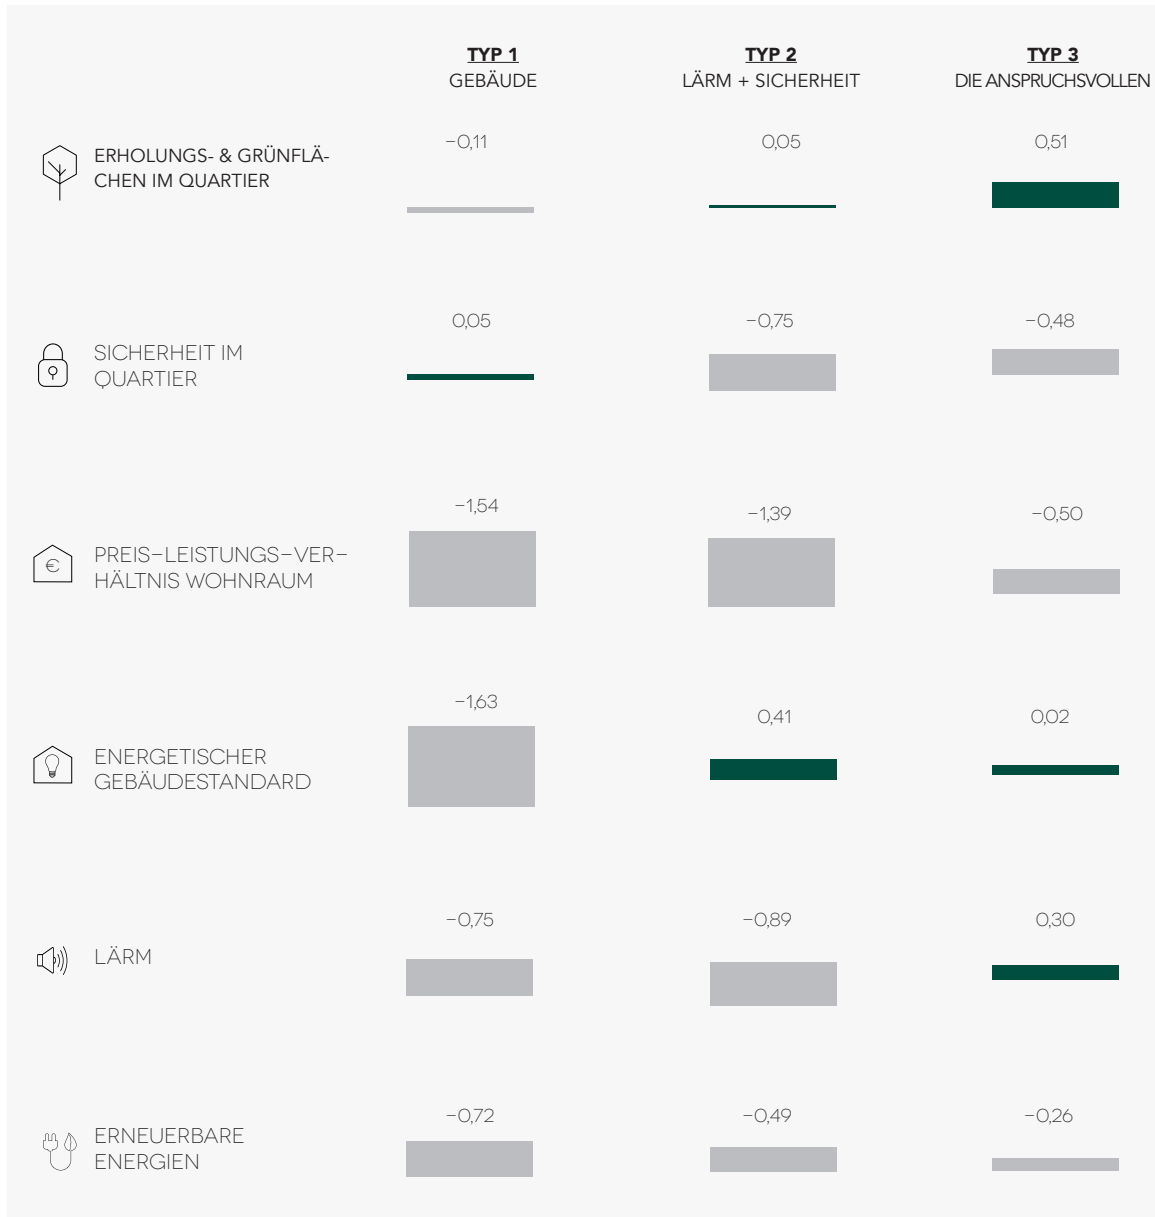 TYP 1 TYP 2 TYP 3
GEBÄUDE LÄRM + SICHERHEIT DIE ANSPRUCHSVOLLEN
−0,11 0,05 0,51
ERHOLUNGS- & GRÜNFLÄ-
CHEN IM QUARTIER
0,05 −0,75 −0,48
SICHERHEIT IM
QUARTIER
−1,54 −1,39 −0,50
PREIS-LEISTUNGS-VER-
€ HÄLTNIS WOHNRAUM
−1,63 0,41 0,02
ENERGETISCHER
GEBÄUDESTANDARD
−0,75 −0,89 0,30
LÄRM
−0,72 −0,49 −0,26
ERNEUERBARE
ENERGIEN